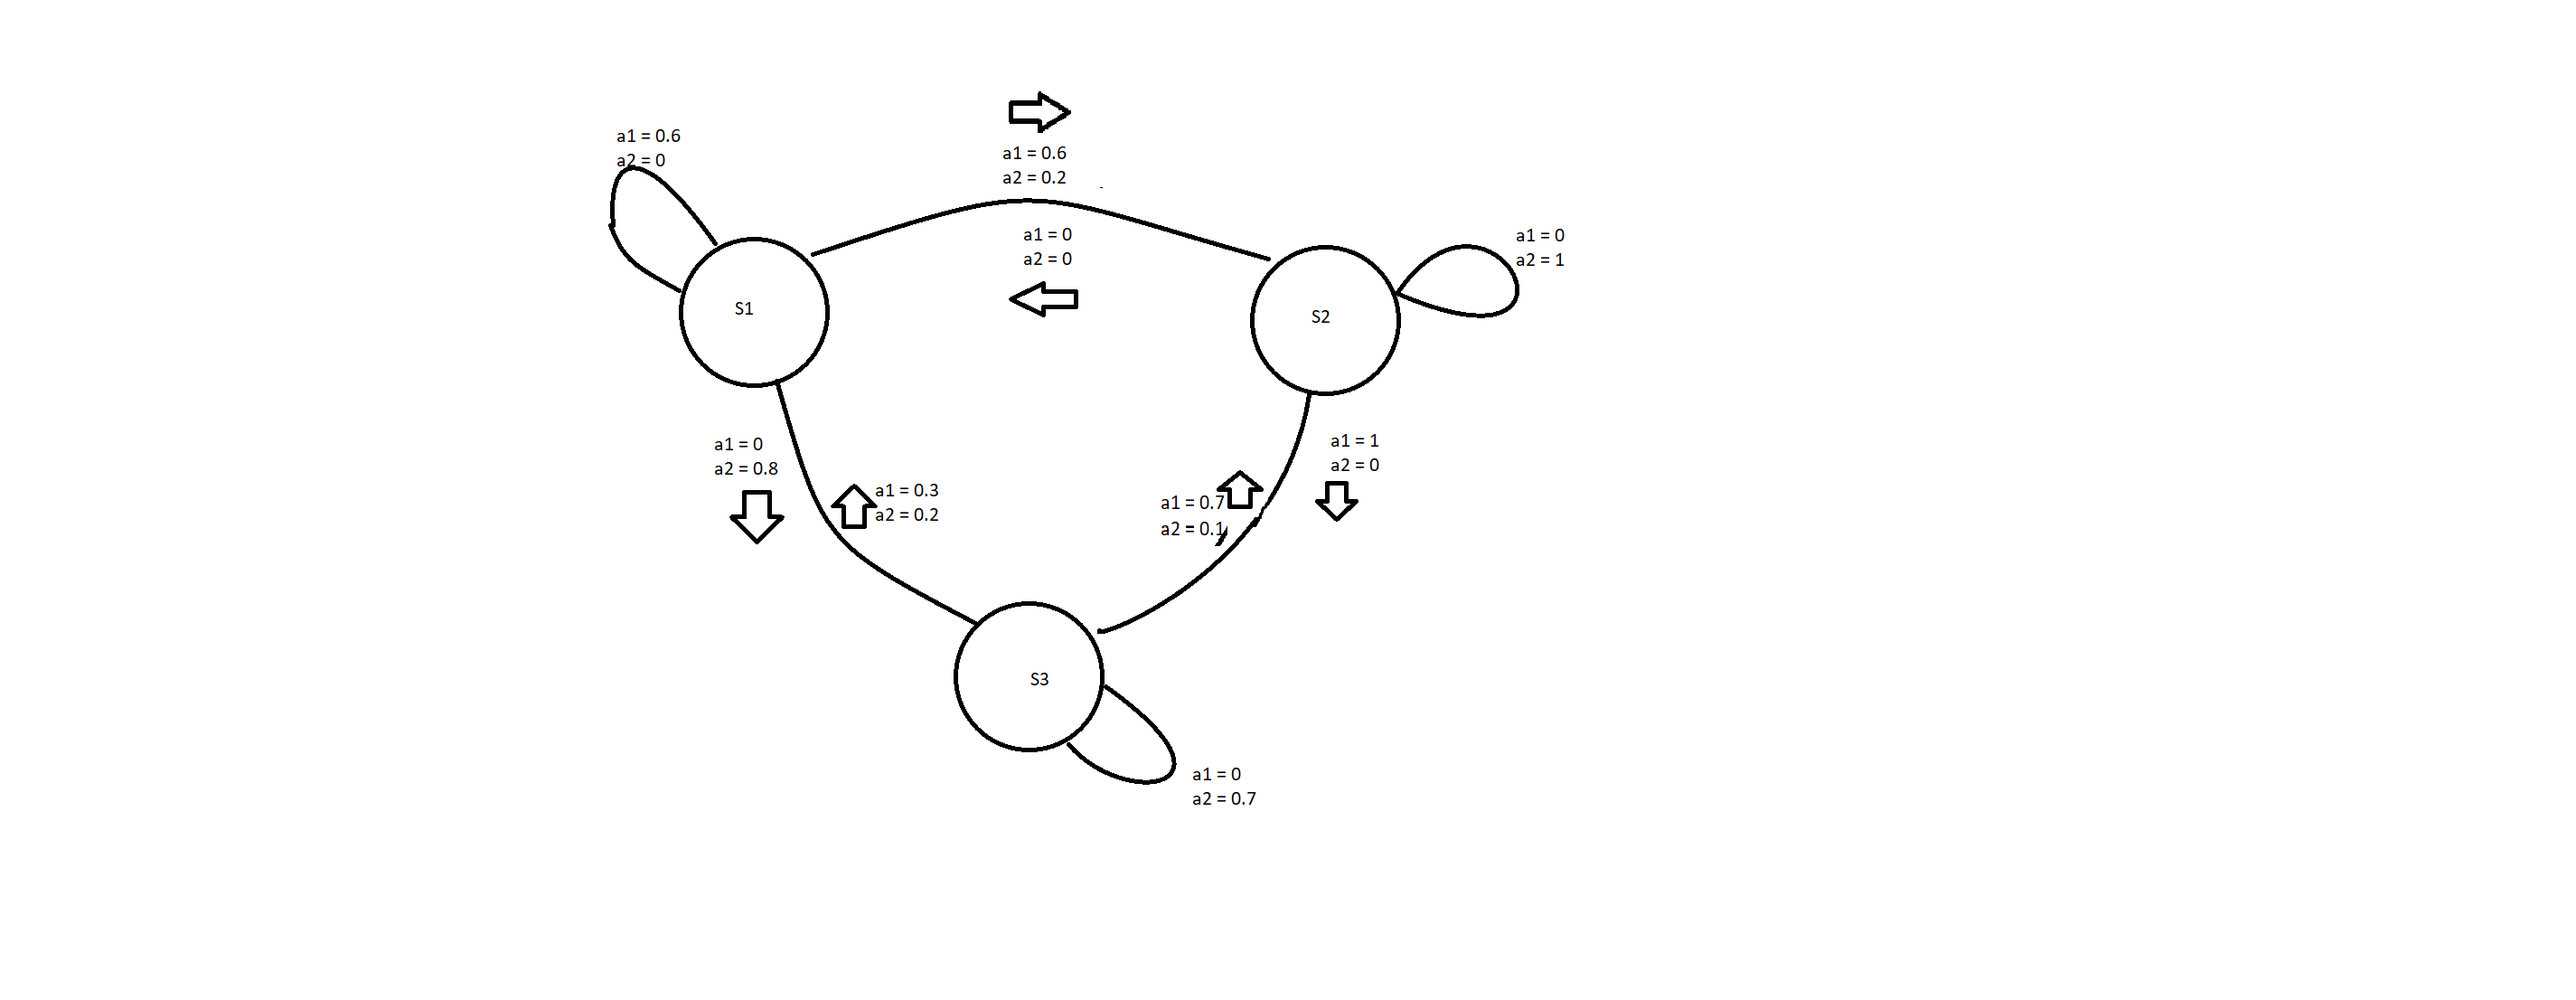 a1 = 0.6
a2 = 0
a1 = 0.6
a2 = 0.2
a1 = 0
a2 = 0
a1 = 0
a2 = 1
S1
S2
a1 = 0
a2 = 0.8
a1 = 0.3
a2 = 0.2
a1 = 0.7
a2 = 0.1
a1 = 1
a2 = 0
S3
a1 = 0
a2 = 0.7